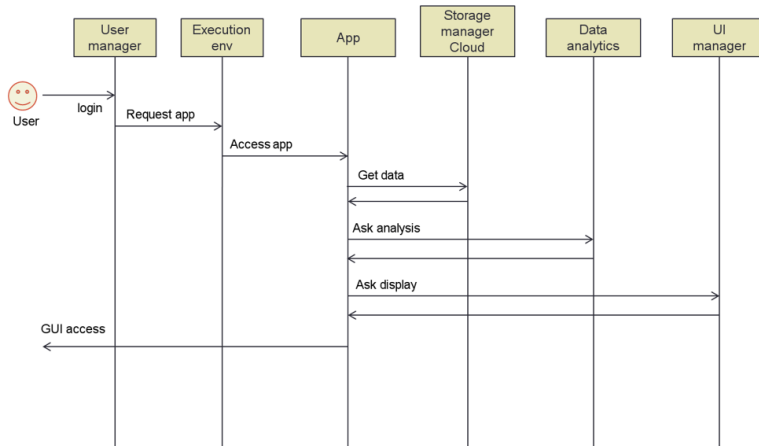 User
manager
Execution
env
App
Storage
manager
Cloud
Data
analytics
UI
manager
login
User
Request app
Access app
Get data
Ask analysis
Ask display
GUI access